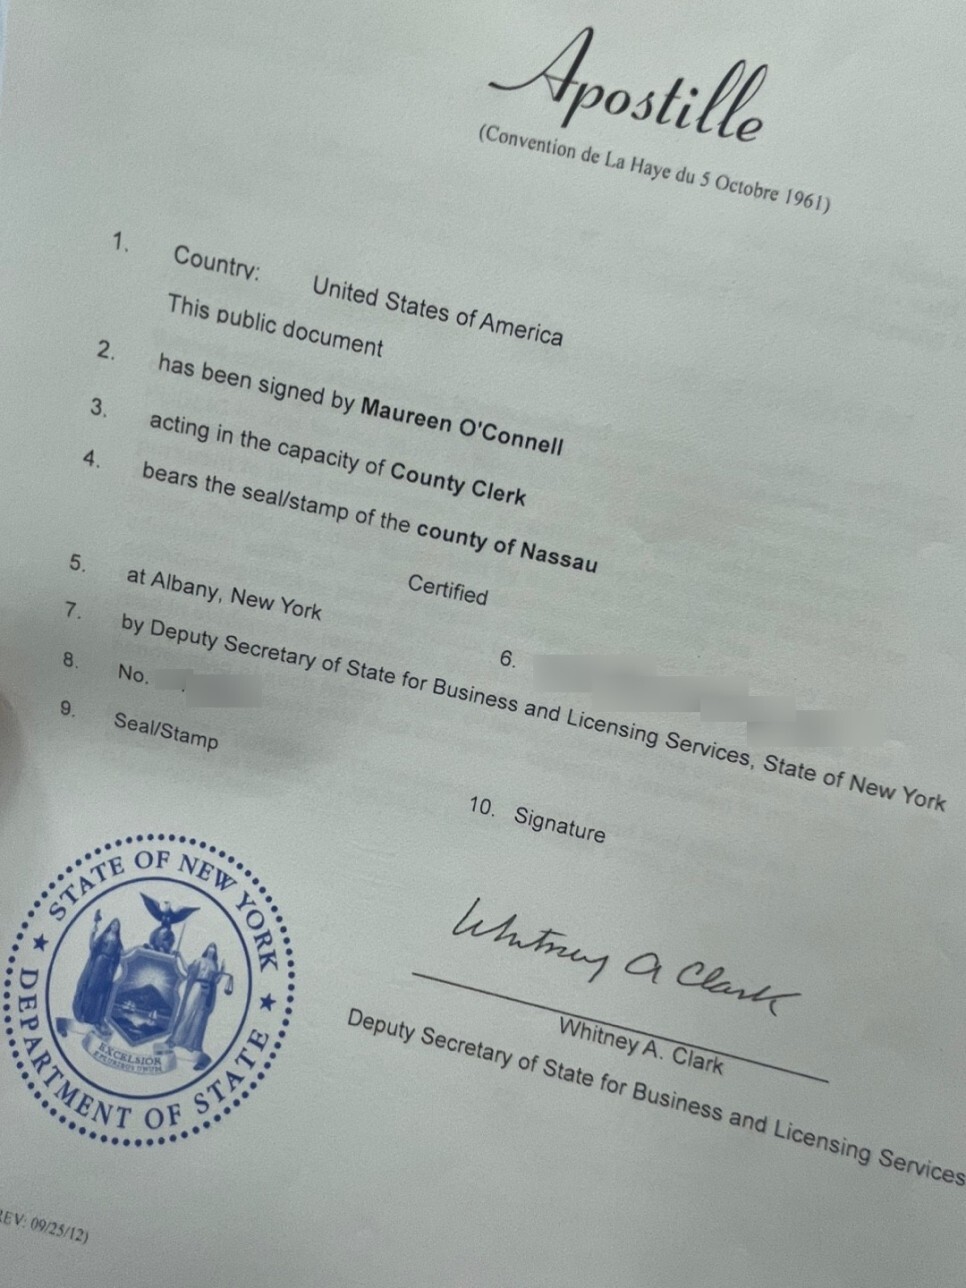 Apostille
(Convention de La Haye du 5 Octobre 1961)
1. Country: United States of America
This public document
2. has been signed by Maureen O'Connell
3. acting in the capacity of County Clerk
4. bears the seal/stamp of the county of Nassau
Certified
5. at Albany, New York
6.
7. by Deputy Secretary of State for Business and Licensing Services, State of New York
8. No.
9. Seal/Stamp
10. Signature
STATE OF NEW YORK
DEPARTMENT OF STATE
EXCELSIOR
E PLURIBUS UNUM
Whitney A Clark
Whitney A. Clark
Deputy Secretary of State for Business and Licensing Services
REV: 09/25/12)